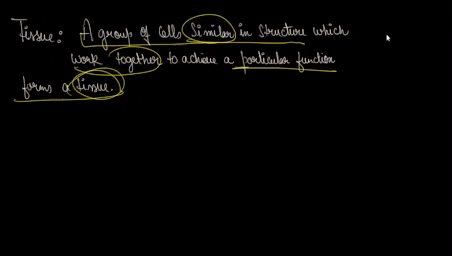 Tissue: A group of cells similar in structure which
work together to achieve a particular function
forms a tissue.